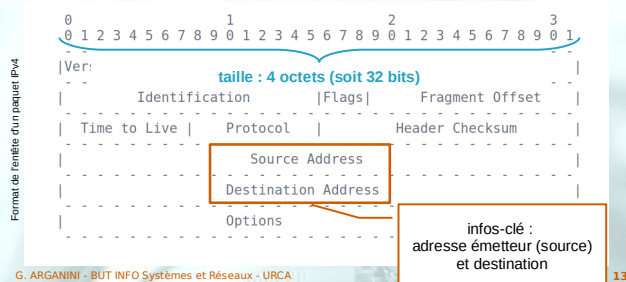 0 1 2 3
0 1 2 3 4 5 6 7 8 9 0 1 2 3 4 5 6 7 8 9 0 1 2 3 4 5 6 7 8 9 0 1
|Vers |
taille : 4 octets (soit 32 bits)
| Identification |Flags| Fragment Offset |
| Time to Live | Protocol | Header Checksum |
| Source Address |
| Destination Address |
| Options
infos-clé :
adresse émetteur (source)
et destination
Format de l'entête d'un paquet IPv4
G. ARGANINI - BUT INFO Systèmes et Réseaux - URCA
13